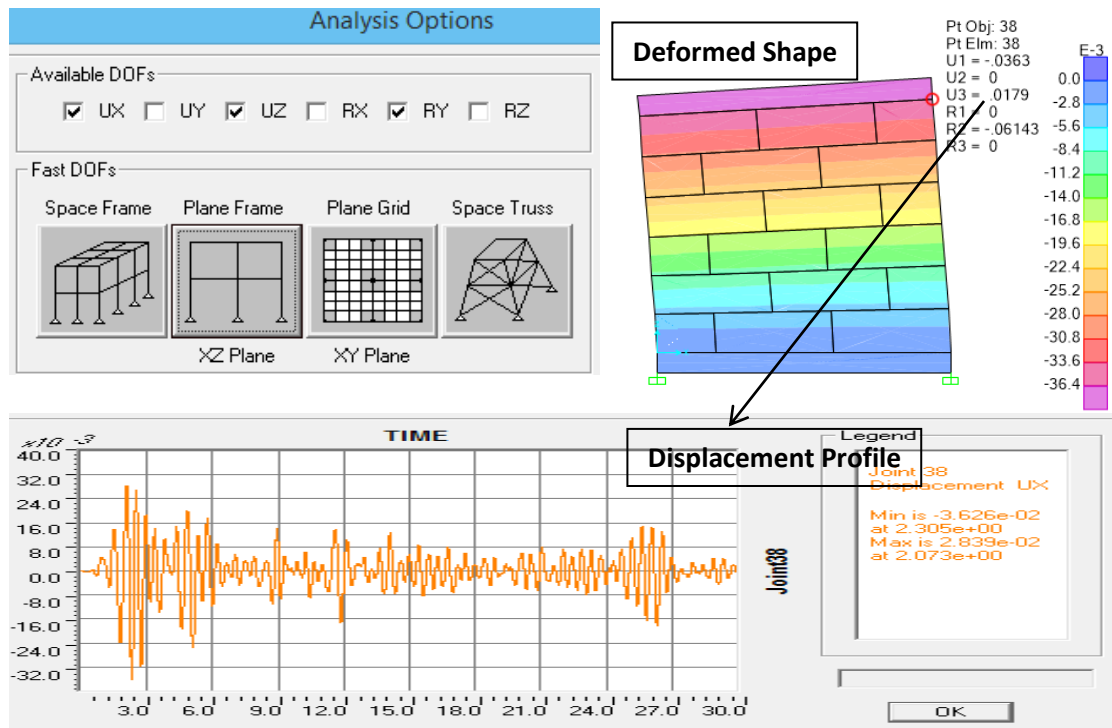 Analysis Options
Available DOFs
UX UY UZ RX RY RZ
Fast DOFs
Space Frame Plane Frame Plane Grid Space Truss
XZ Plane XY Plane
Deformed Shape
Pt Obj: 38
Pt Elm: 38
U1 = -.0363
U2 = 0
U3 = .0179
R1 = 0
R2 = -.06143
R3 = 0
E-3
0.0
-2.8
-5.6
-8.4
-11.2
-14.0
-16.8
-19.6
-22.4
-25.2
-28.0
-30.8
-33.6
-36.4
TIME
x10 -3
40.0
32.0
24.0
16.0
8.0
0.0
-8.0
-16.0
-24.0
-32.0
3.0 6.0 9.0 12.0 15.0 18.0 21.0 24.0 27.0 30.0
Displacement Profile
Joint38
Legend
Joint 38
Displacement UX
Min is -3.626e-02
at 2.305e+00
Max is 2.839e-02
at 2.073e+00
OK